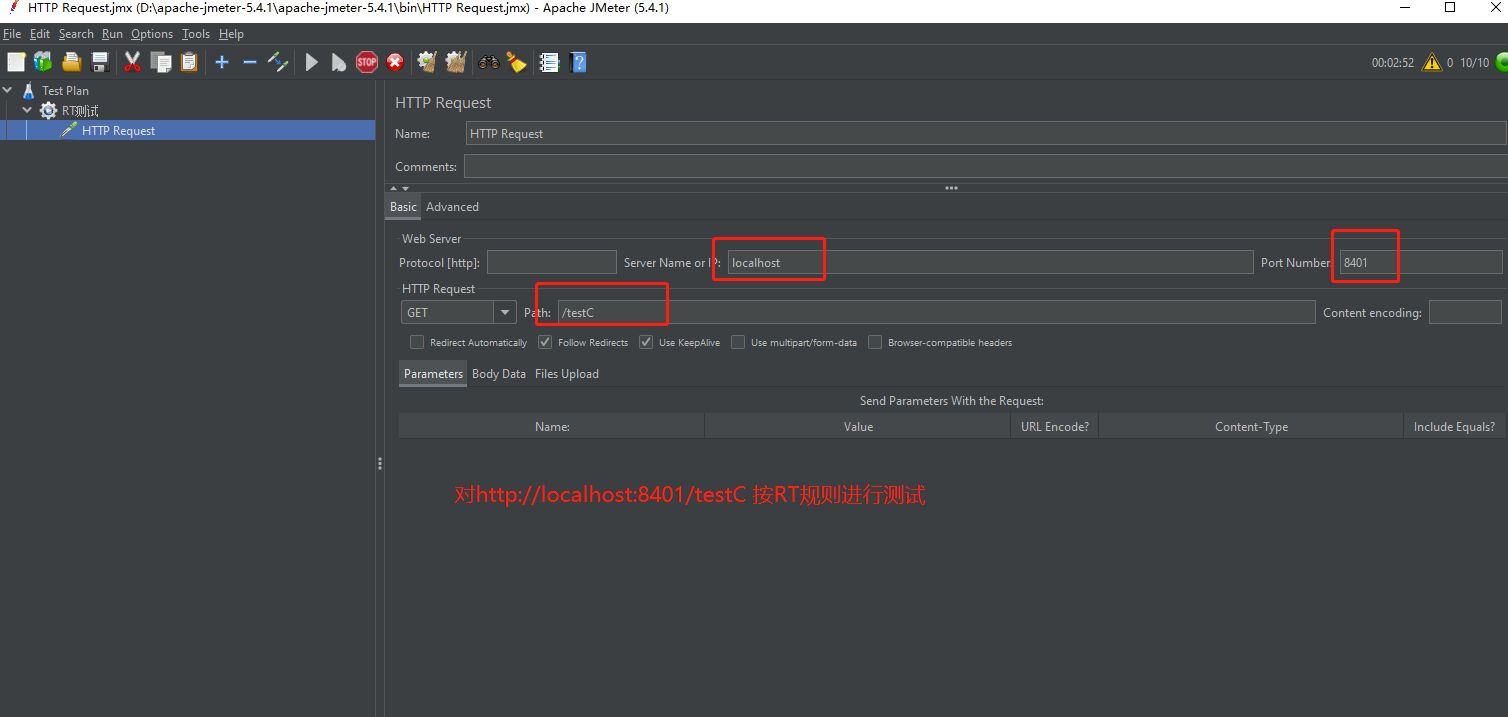 HTTP Request.jmx (D:\apache-jmeter-5.4.1\apache-jmeter-5.4.1\bin\HTTP Request.jmx) - Apache JMeter (5.4.1)
File Edit Search Run Options Tools Help
STOP
00:02:52 0 10/10
Test Plan
RT测试
HTTP Request
HTTP Request
Name: HTTP Request
Comments:
Basic Advanced
Web Server
Protocol [http]: Server Name or IP: localhost Port Number: 8401
HTTP Request
GET Path: /testC Content encoding:
Redirect Automatically Follow Redirects Use KeepAlive Use multipart/form-data Browser-compatible headers
Parameters Body Data Files Upload
Send Parameters With the Request:
Name: Value URL Encode? Content-Type Include Equals?
对http://localhost:8401/testC 按RT规则进行测试